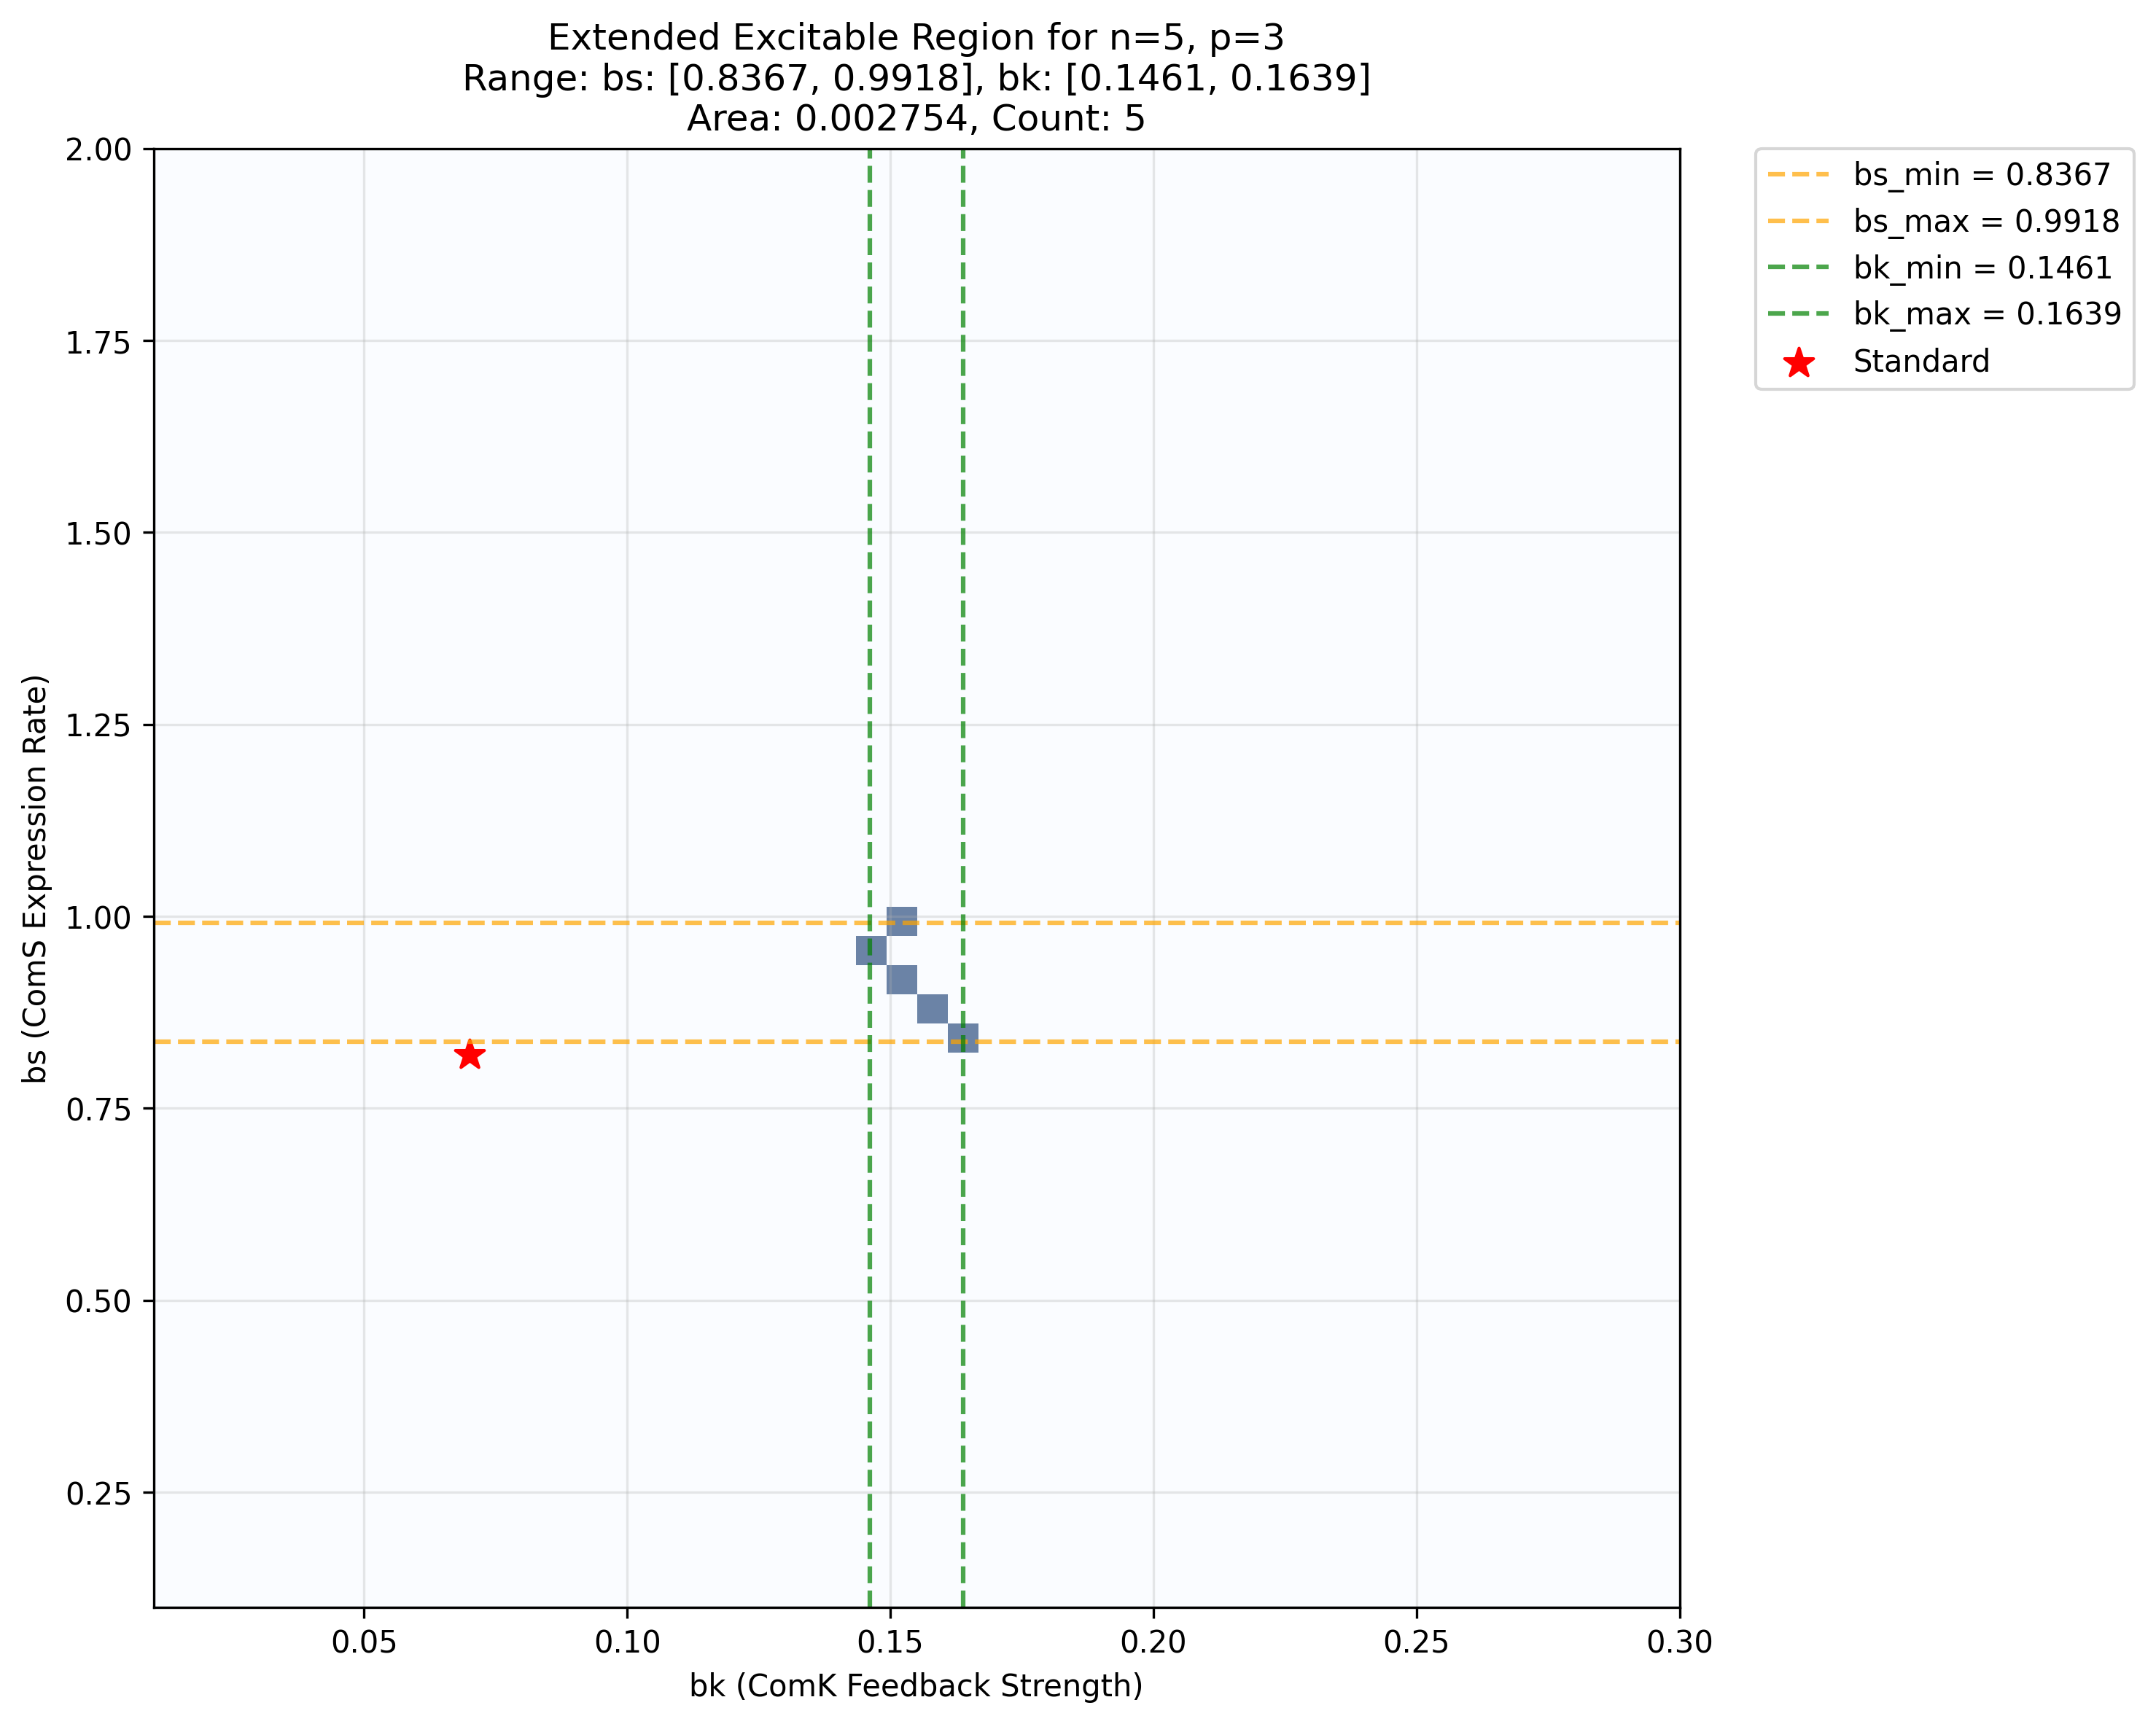 Extended Excitable Region for n=5, p=3
Range: bs: [0.8367, 0.9918], bk: [0.1461, 0.1639]
Area: 0.002754, Count: 5
bs_min = 0.8367
bs_max = 0.9918
bk_min = 0.1461
bk_max = 0.1639
Standard
bs (ComS Expression Rate)
2.00
1.75
1.50
1.25
1.00
0.75
0.50
0.25
0.05
0.10
0.15
0.20
0.25
0.30
bk (ComK Feedback Strength)